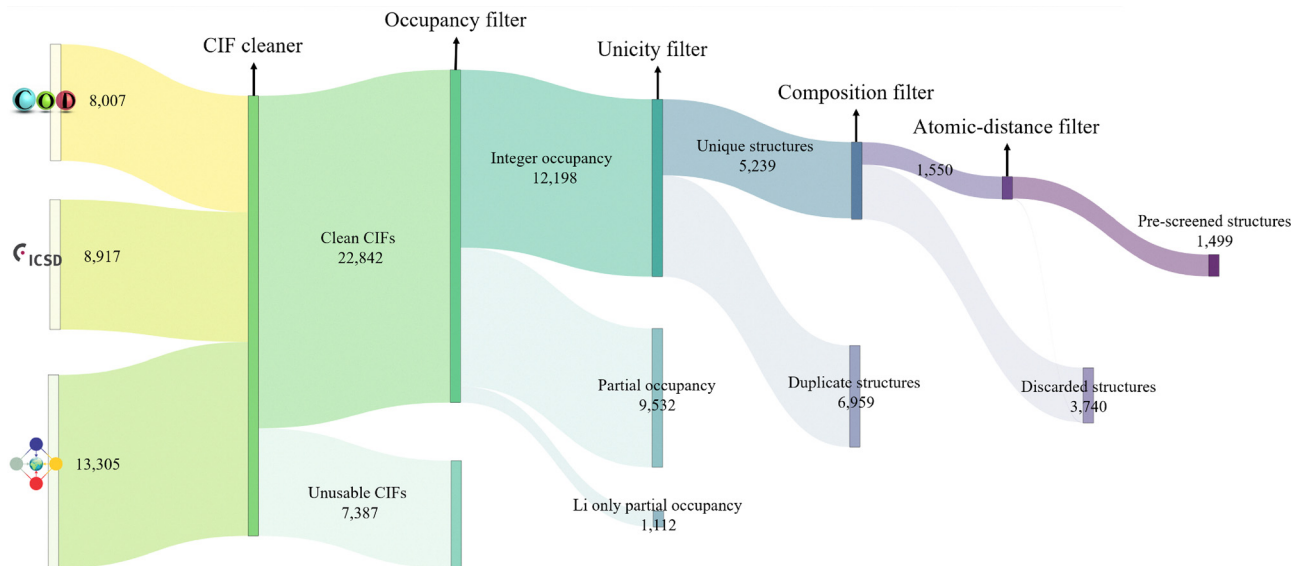 CIF cleaner
Occupancy filter
Unicity filter
Composition filter
Atomic-distance filter
COD
8,007
ICSD
8,917
13,305
Clean CIFs
22,842
Unusable CIFs
7,387
Integer occupancy
12,198
Partial occupancy
9,532
Li only partial occupancy
1,112
Unique structures
5,239
Duplicate structures
6,959
1,550
Discarded structures
3,740
Pre-screened structures
1,499